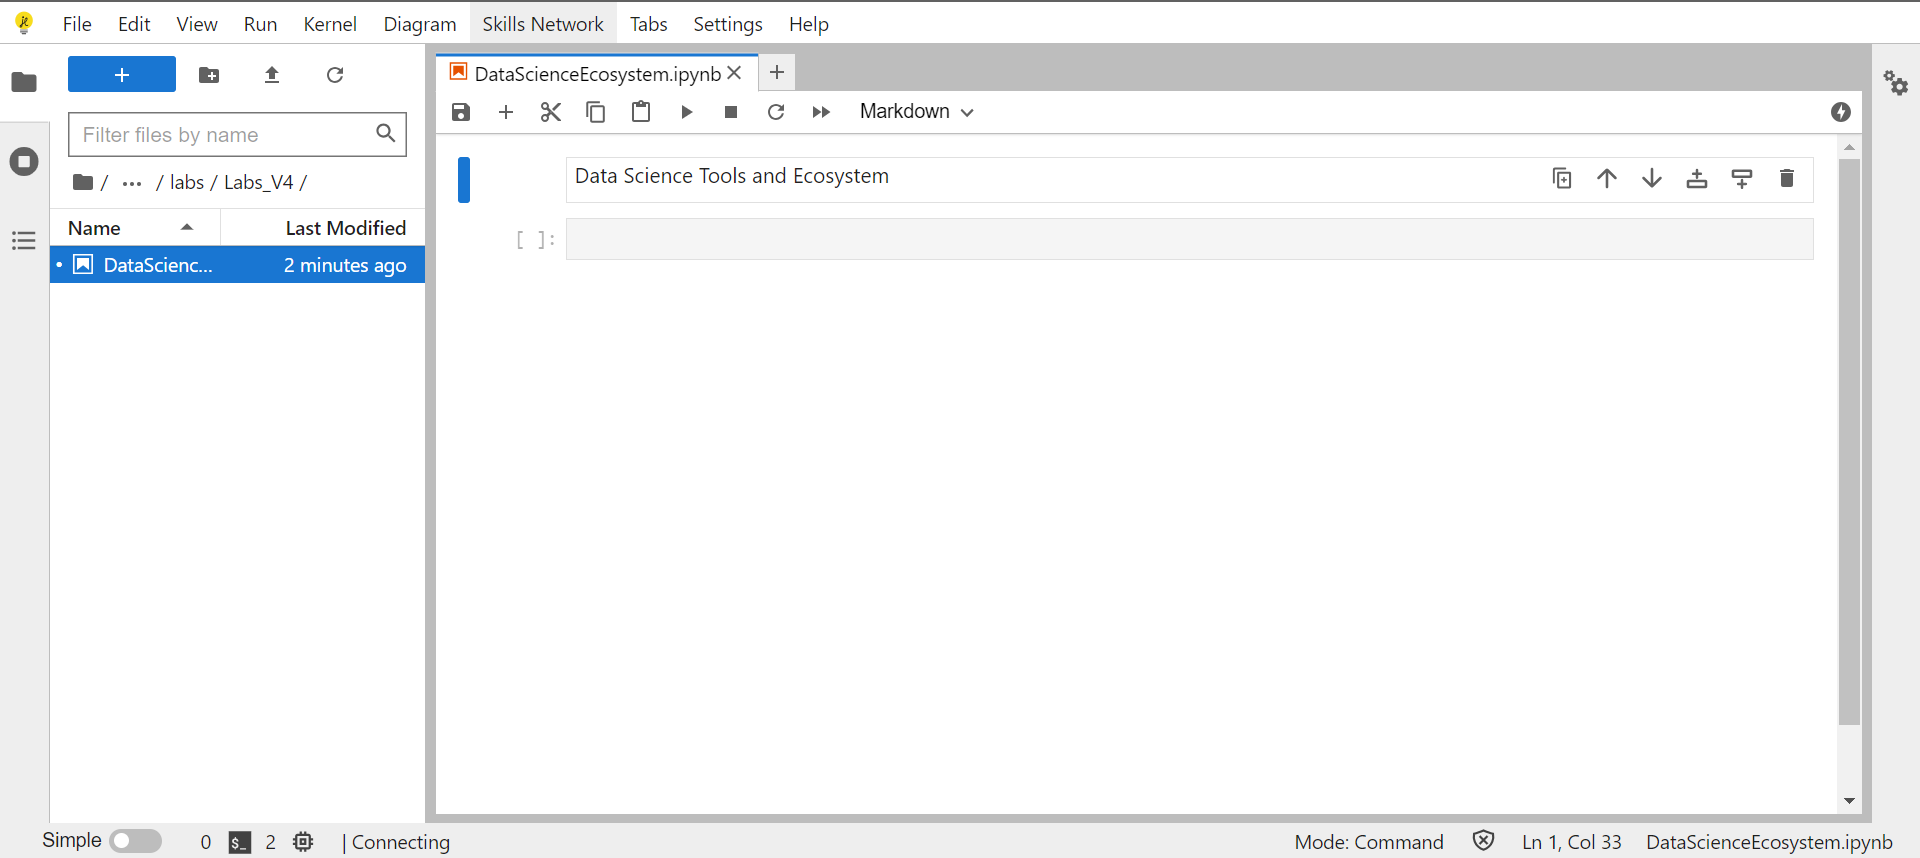 File Edit View Run Kernel Diagram Skills Network Tabs Settings Help
+
Filter files by name
/ ··· / labs / Labs_V4 /
Name Last Modified
• DataScienc... 2 minutes ago
DataScienceEcosystem.ipynb
Markdown
Data Science Tools and Ecosystem
[ ]:
Simple 0 $_ 2 | Connecting Mode: Command Ln 1, Col 33 DataScienceEcosystem.ipynb